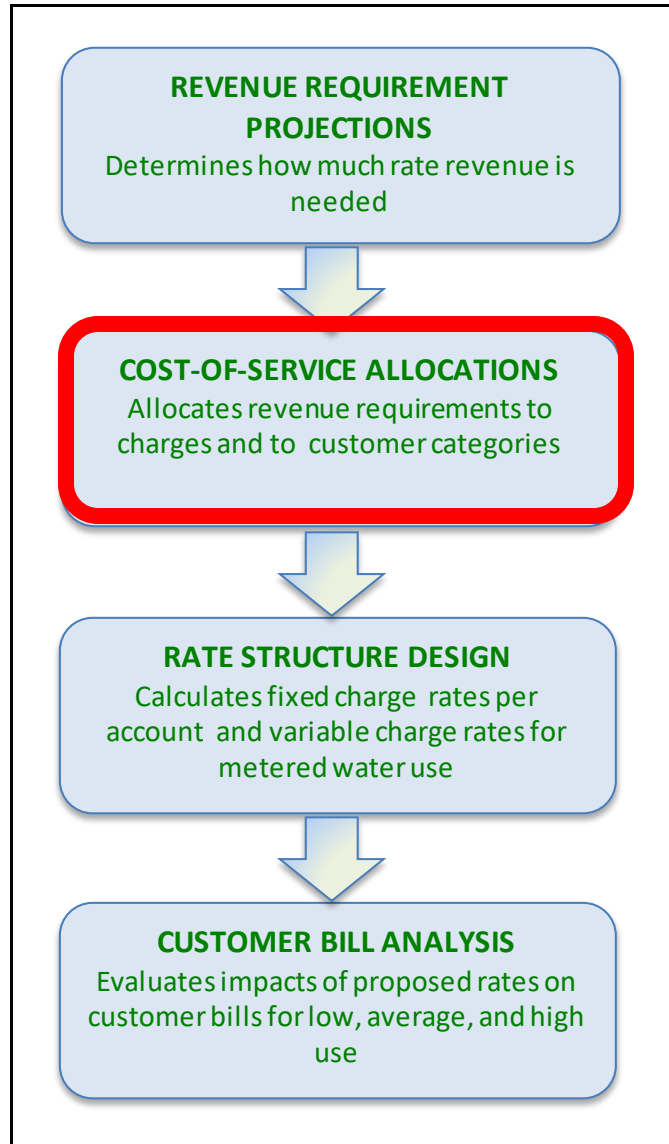 REVENUE REQUIREMENT
PROJECTIONS
Determines how much rate revenue is
needed
COST-OF-SERVICE ALLOCATIONS
Allocates revenue requirements to
charges and to customer categories
RATE STRUCTURE DESIGN
Calculates fixed charge rates per
account and variable charge rates for
metered water use
CUSTOMER BILL ANALYSIS
Evaluates impacts of proposed rates on
customer bills for low, average, and high
use